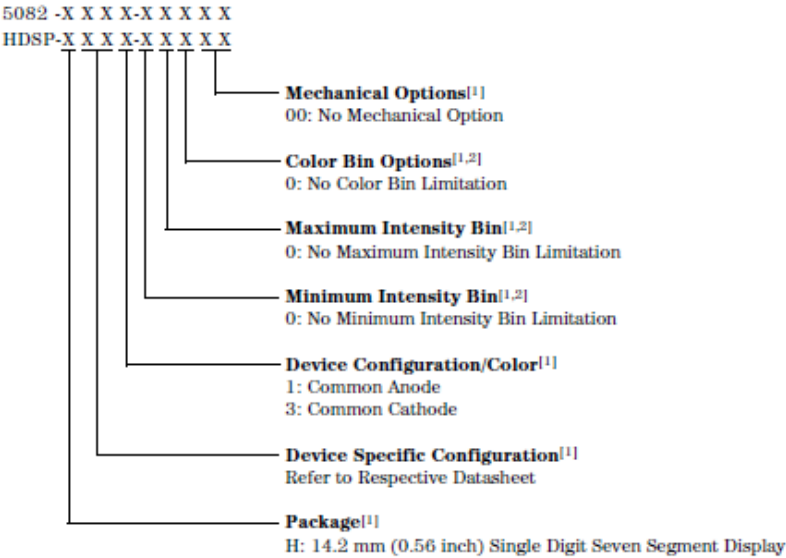 5082 -X X X X-X X X X X
HDSP-X X X X-X X X X X
Mechanical Options[1]
00: No Mechanical Option
Color Bin Options[1,2]
0: No Color Bin Limitation
Maximum Intensity Bin[1,2]
0: No Maximum Intensity Bin Limitation
Minimum Intensity Bin[1,2]
0: No Minimum Intensity Bin Limitation
Device Configuration/Color[1]
1: Common Anode
3: Common Cathode
Device Specific Configuration[1]
Refer to Respective Datasheet
Package[1]
H: 14.2 mm (0.56 inch) Single Digit Seven Segment Display